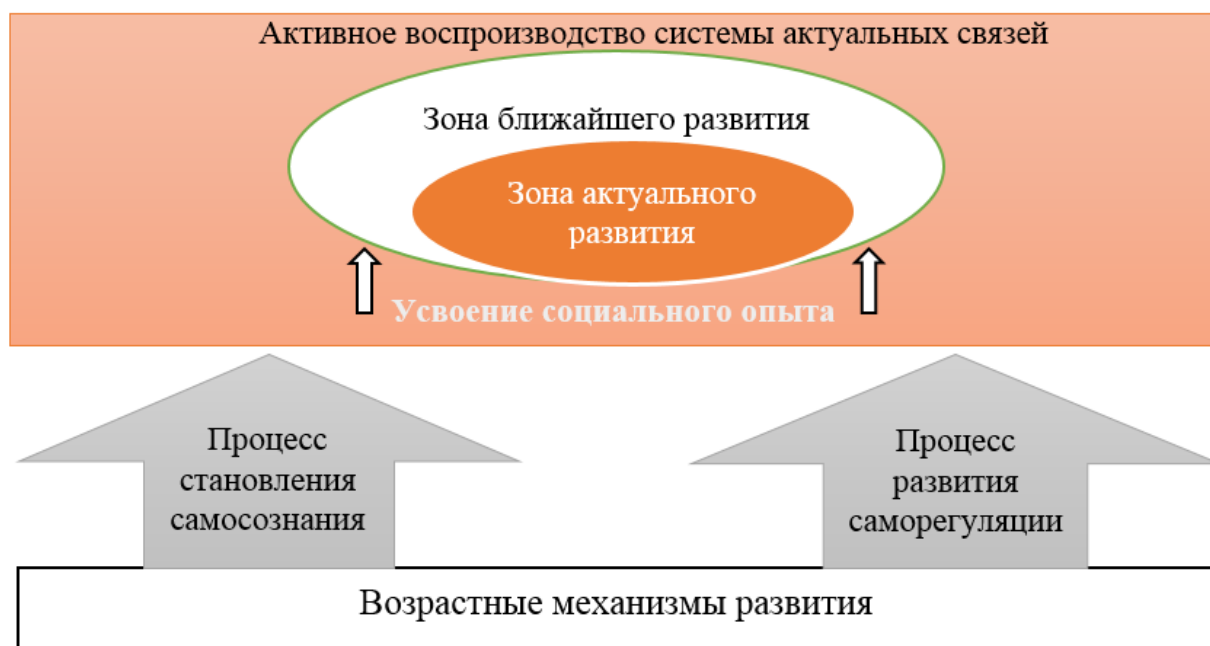 Активное воспроизводство системы актуальных связей
Зона ближайшего развития
Зона актуального
развития
Усвоение социального опыта
Процесс
становления
самосознания
Процесс
развития
саморегуляции
Возрастные механизмы развития